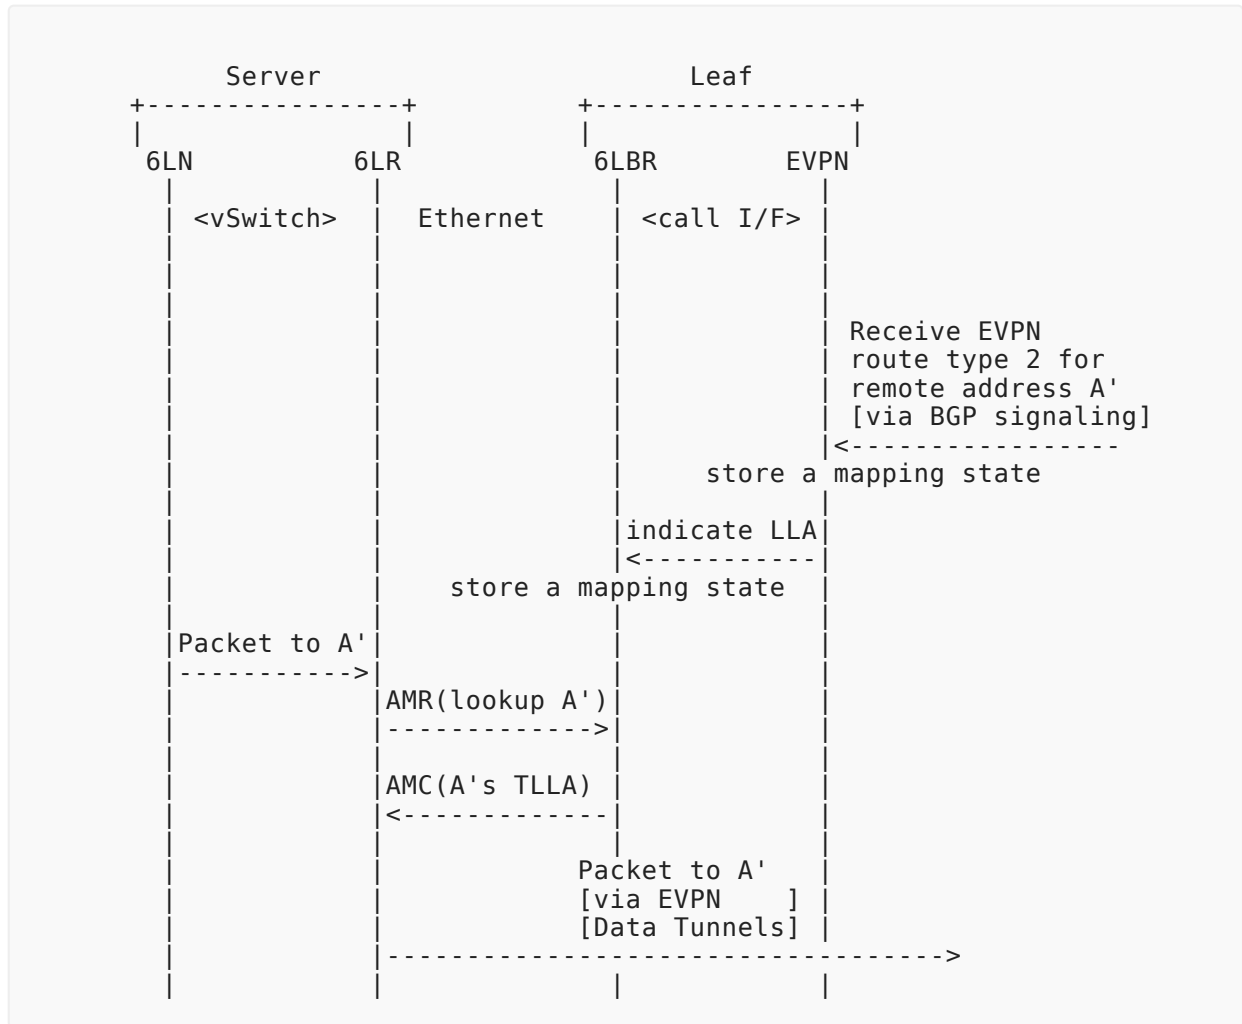 Server Leaf
6LN 6LR 6LBR EVPN
<vSwitch> Ethernet <call I/F>
Receive EVPN
route type 2 for
remote address A'
[via BGP signaling]
store a mapping state
indicate LLA
store a mapping state
Packet to A'
AMR(lookup A')
AMC(A's TLLA)
Packet to A'
[via EVPN ]
[Data Tunnels]